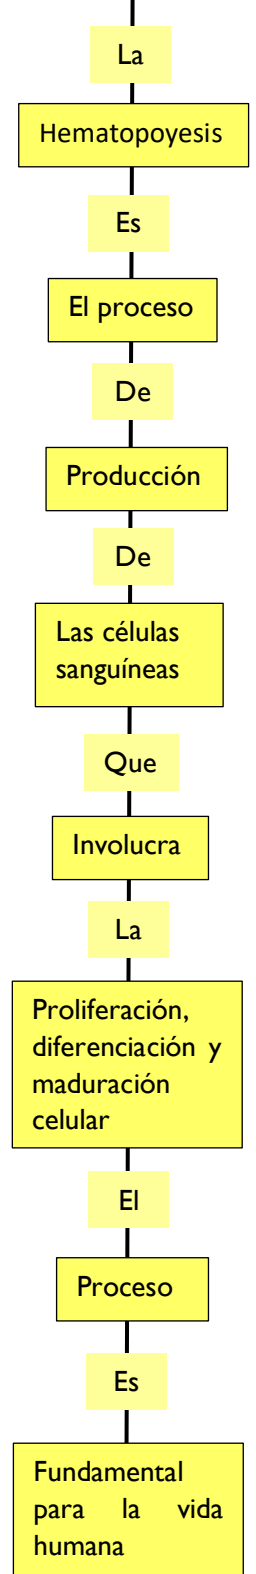 La
Hematopoyesis
Es
El proceso
De
Producción
De
Las células
sanguíneas
Que
Involucra
La
Proliferación,
diferenciación y
maduración
celular
El
Proceso
Es
Fundamental
para la vida
humana